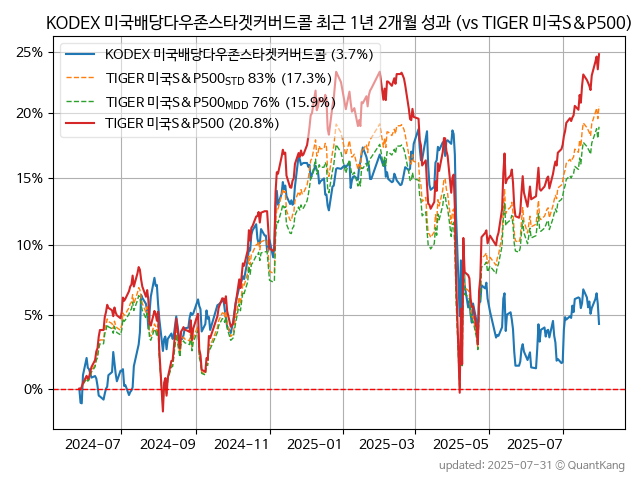 KODEX 미국배당다우존스타겟커버드콜 최근 1년 2개월 성과 (vs TIGER 미국S&P500)
KODEX 미국배당다우존스타겟커버드콜 (3.7%)
TIGER 미국S&P500STD 83% (17.3%)
TIGER 미국S&P500MDD 76% (15.9%)
TIGER 미국S&P500 (20.8%)
25%
20%
15%
10%
5%
0%
2024-07 2024-09 2024-11 2025-01 2025-03 2025-05 2025-07
updated: 2025-07-31 © QuantKang